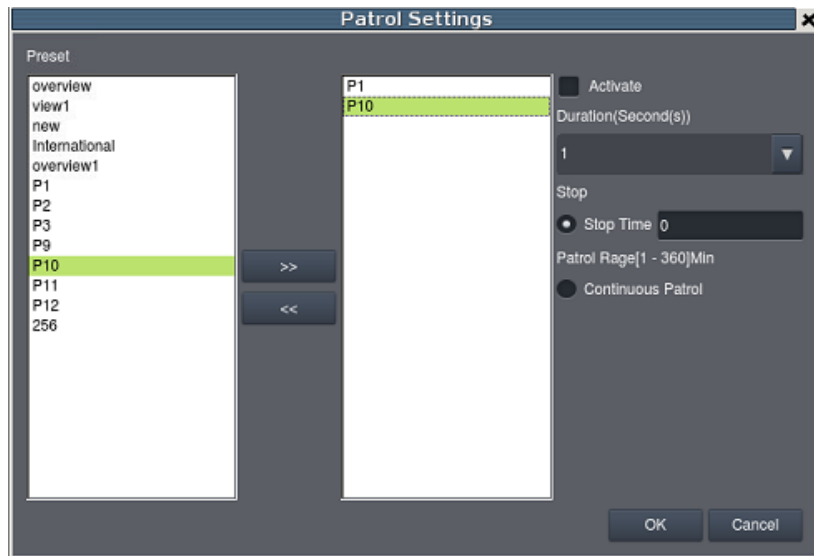 Patrol Settings
Preset
overview
view1
new
International
overview1
P1
P2
P3
P9
P10
P11
P12
256
>>
<<
P1
P10
Activate
Duration(Second(s))
1
Stop
Stop Time 0
Patrol Rage[1 - 360]Min
Continuous Patrol
OK
Cancel